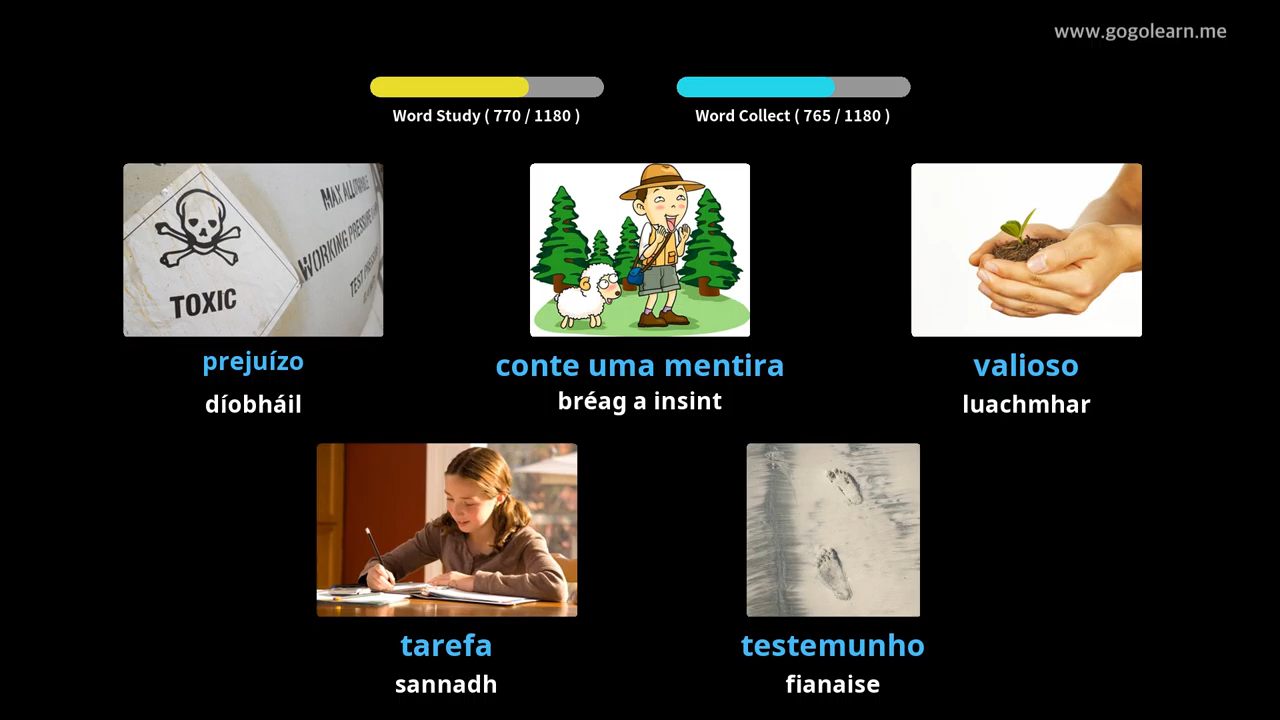 www.gogolearn.me
Word Study ( 770 / 1180 )
Word Collect ( 765 / 1180 )
TOXIC
MAX ALLOWABLE
WORKING PRESSURE
prejuízo
díobháil
conte uma mentira
bréag a insint
valioso
luachmhar
tarefa
sannadh
testemunho
fianaise